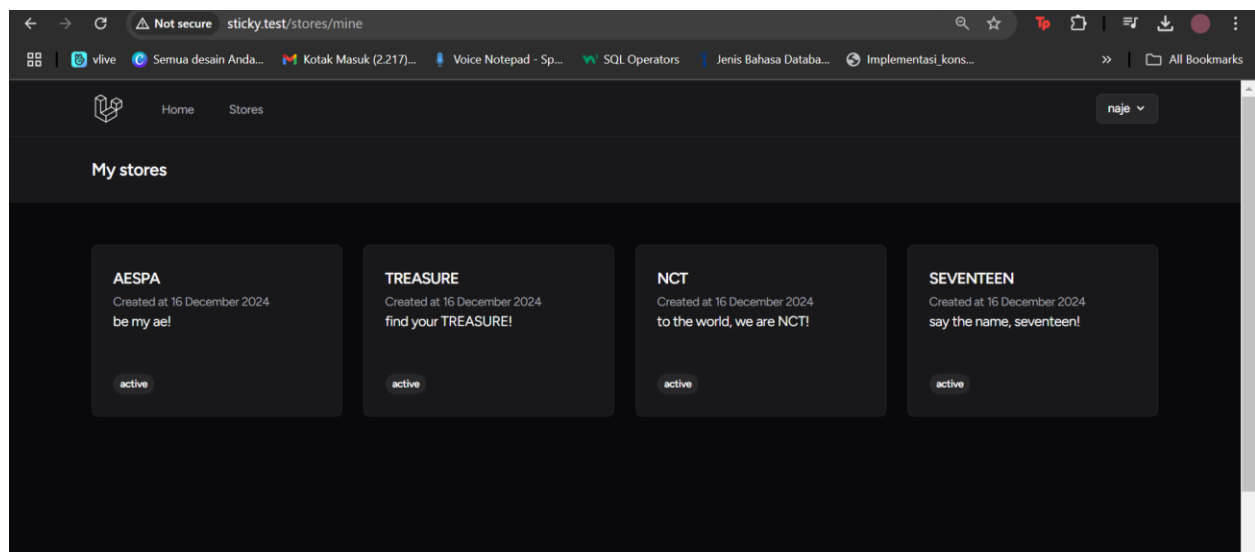 Not secure sticky.test/stores/mine
Tp
vlive Semua desain Anda... Kotak Masuk (2.217)... Voice Notepad - Sp... SQL Operators Jenis Bahasa Databa... Implementasi_kons... » All Bookmarks
Home Stores naje
My stores
AESPA
Created at 16 December 2024
be my ae!
active
TREASURE
Created at 16 December 2024
find your TREASURE!
active
NCT
Created at 16 December 2024
to the world, we are NCT!
active
SEVENTEEN
Created at 16 December 2024
say the name, seventeen!
active